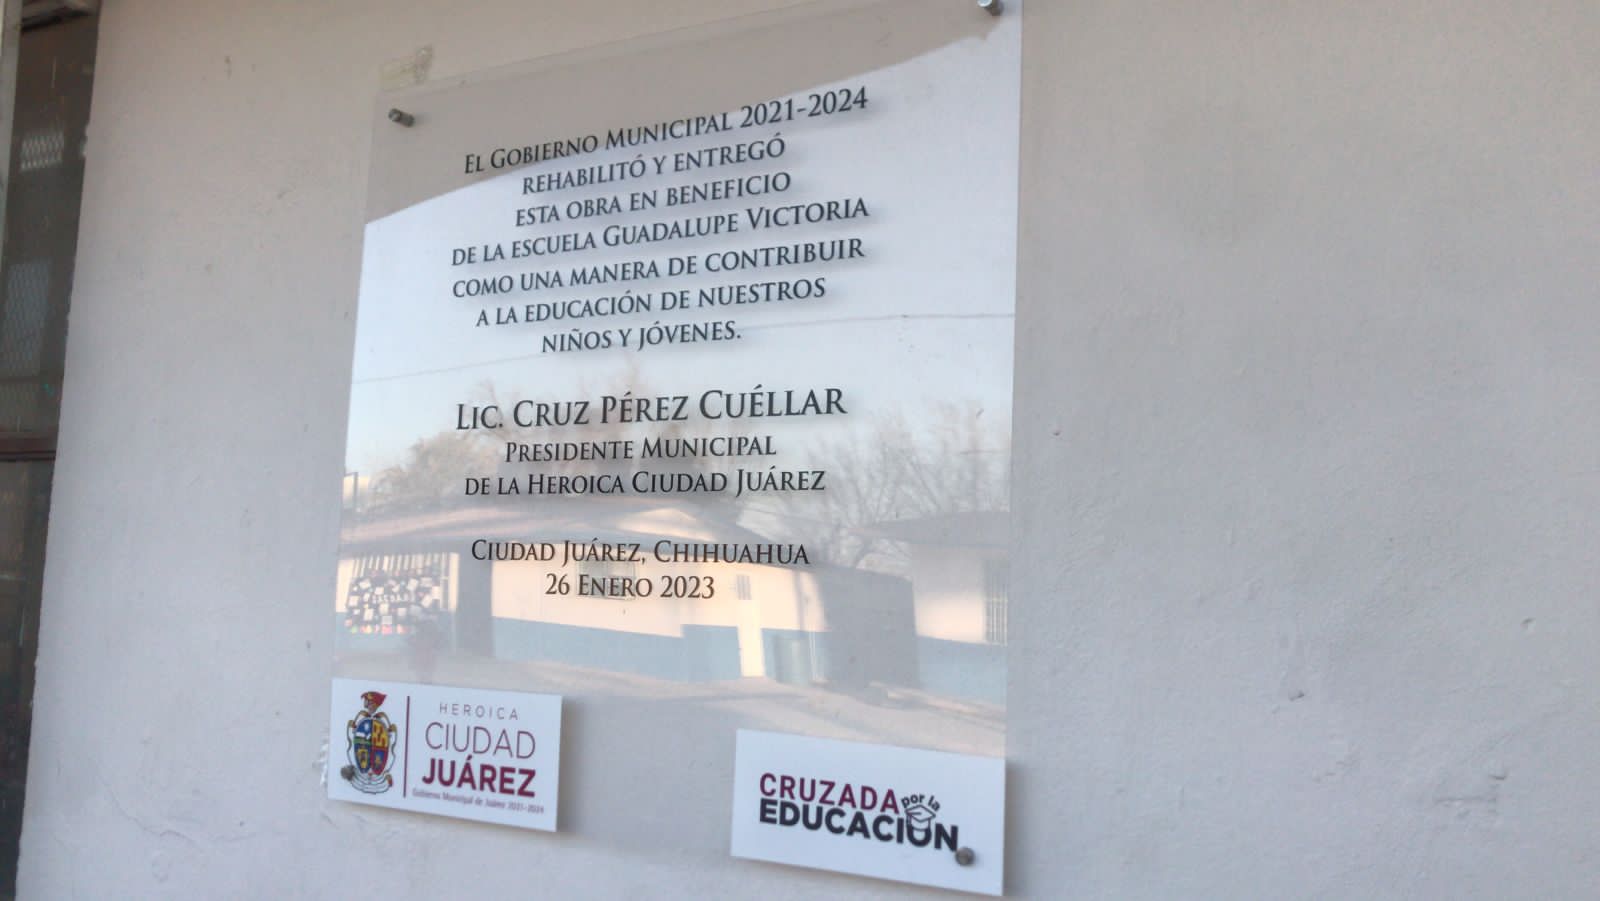 EL GOBIERNO MUNICIPAL 2021-2024
REHABILITÓ Y ENTREGÓ
ESTA OBRA EN BENEFICIO
DE LA ESCUELA GUADALUPE VICTORIA
COMO UNA MANERA DE CONTRIBUIR
A LA EDUCACIÓN DE NUESTROS
NIÑOS Y JÓVENES.
LIC. CRUZ PÉREZ CUÉLLAR
PRESIDENTE MUNICIPAL
DE LA HEROICA CIUDAD JUÁREZ
CIUDAD JUÁREZ, CHIHUAHUA
26 ENERO 2023
HEROICA
CIUDAD
JUÁREZ
Gobierno Municipal de Juárez 2021-2024
CRUZADA
por la
EDUCACIÓN